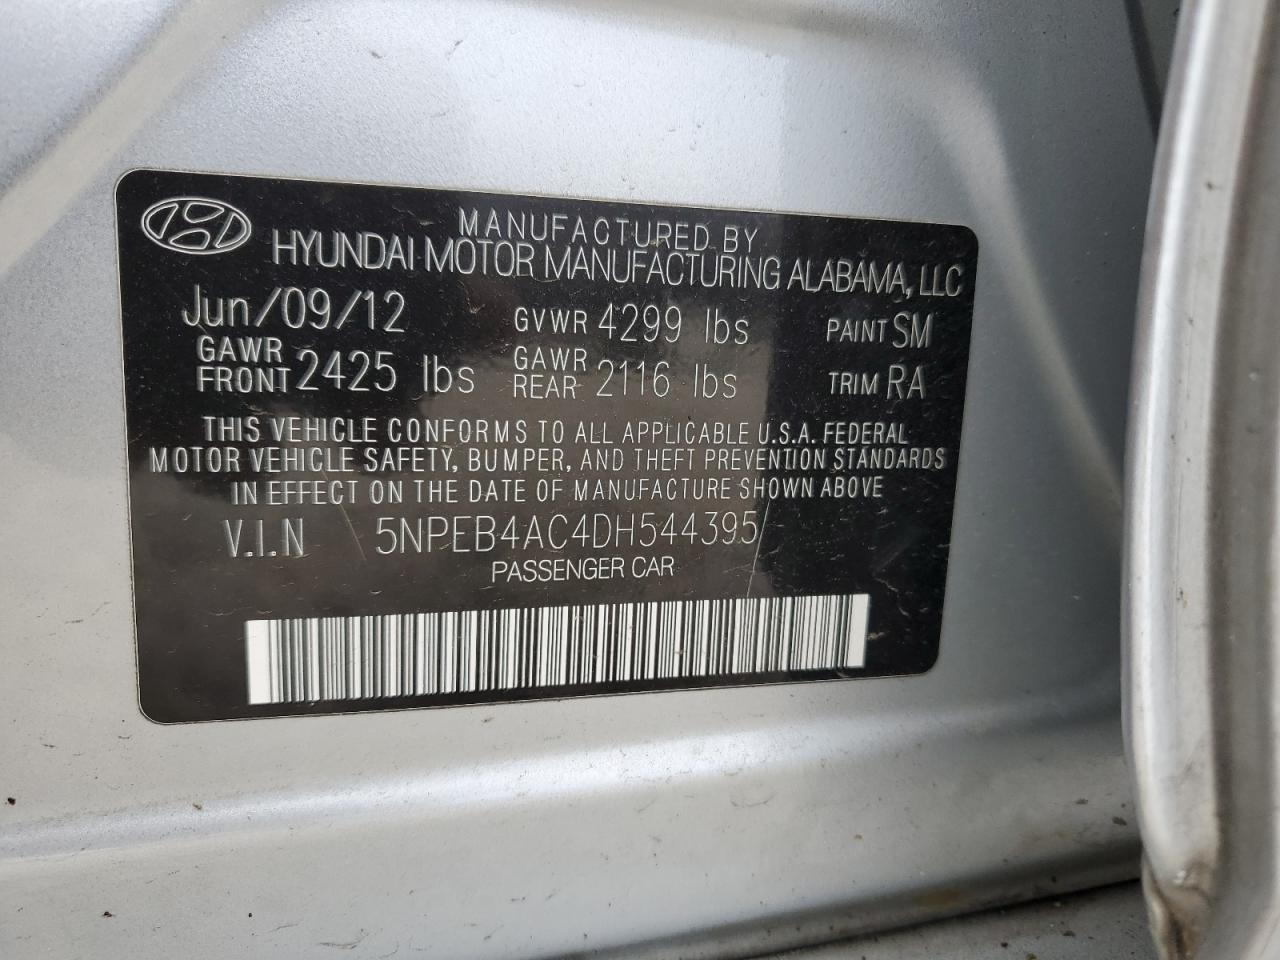 MANUFACTURED BY
HYUNDAI MOTOR MANUFACTURING ALABAMA, LLC
Jun/09/12 GVWR 4299 lbs PAINT SM
GAWR FRONT 2425 lbs GAWR REAR 2116 lbs TRIM RA
THIS VEHICLE CONFORMS TO ALL APPLICABLE U.S.A. FEDERAL
MOTOR VEHICLE SAFETY, BUMPER, AND THEFT PREVENTION STANDARDS
IN EFFECT ON THE DATE OF MANUFACTURE SHOWN ABOVE
V.I.N 5NPEB4AC4DH544395
PASSENGER CAR